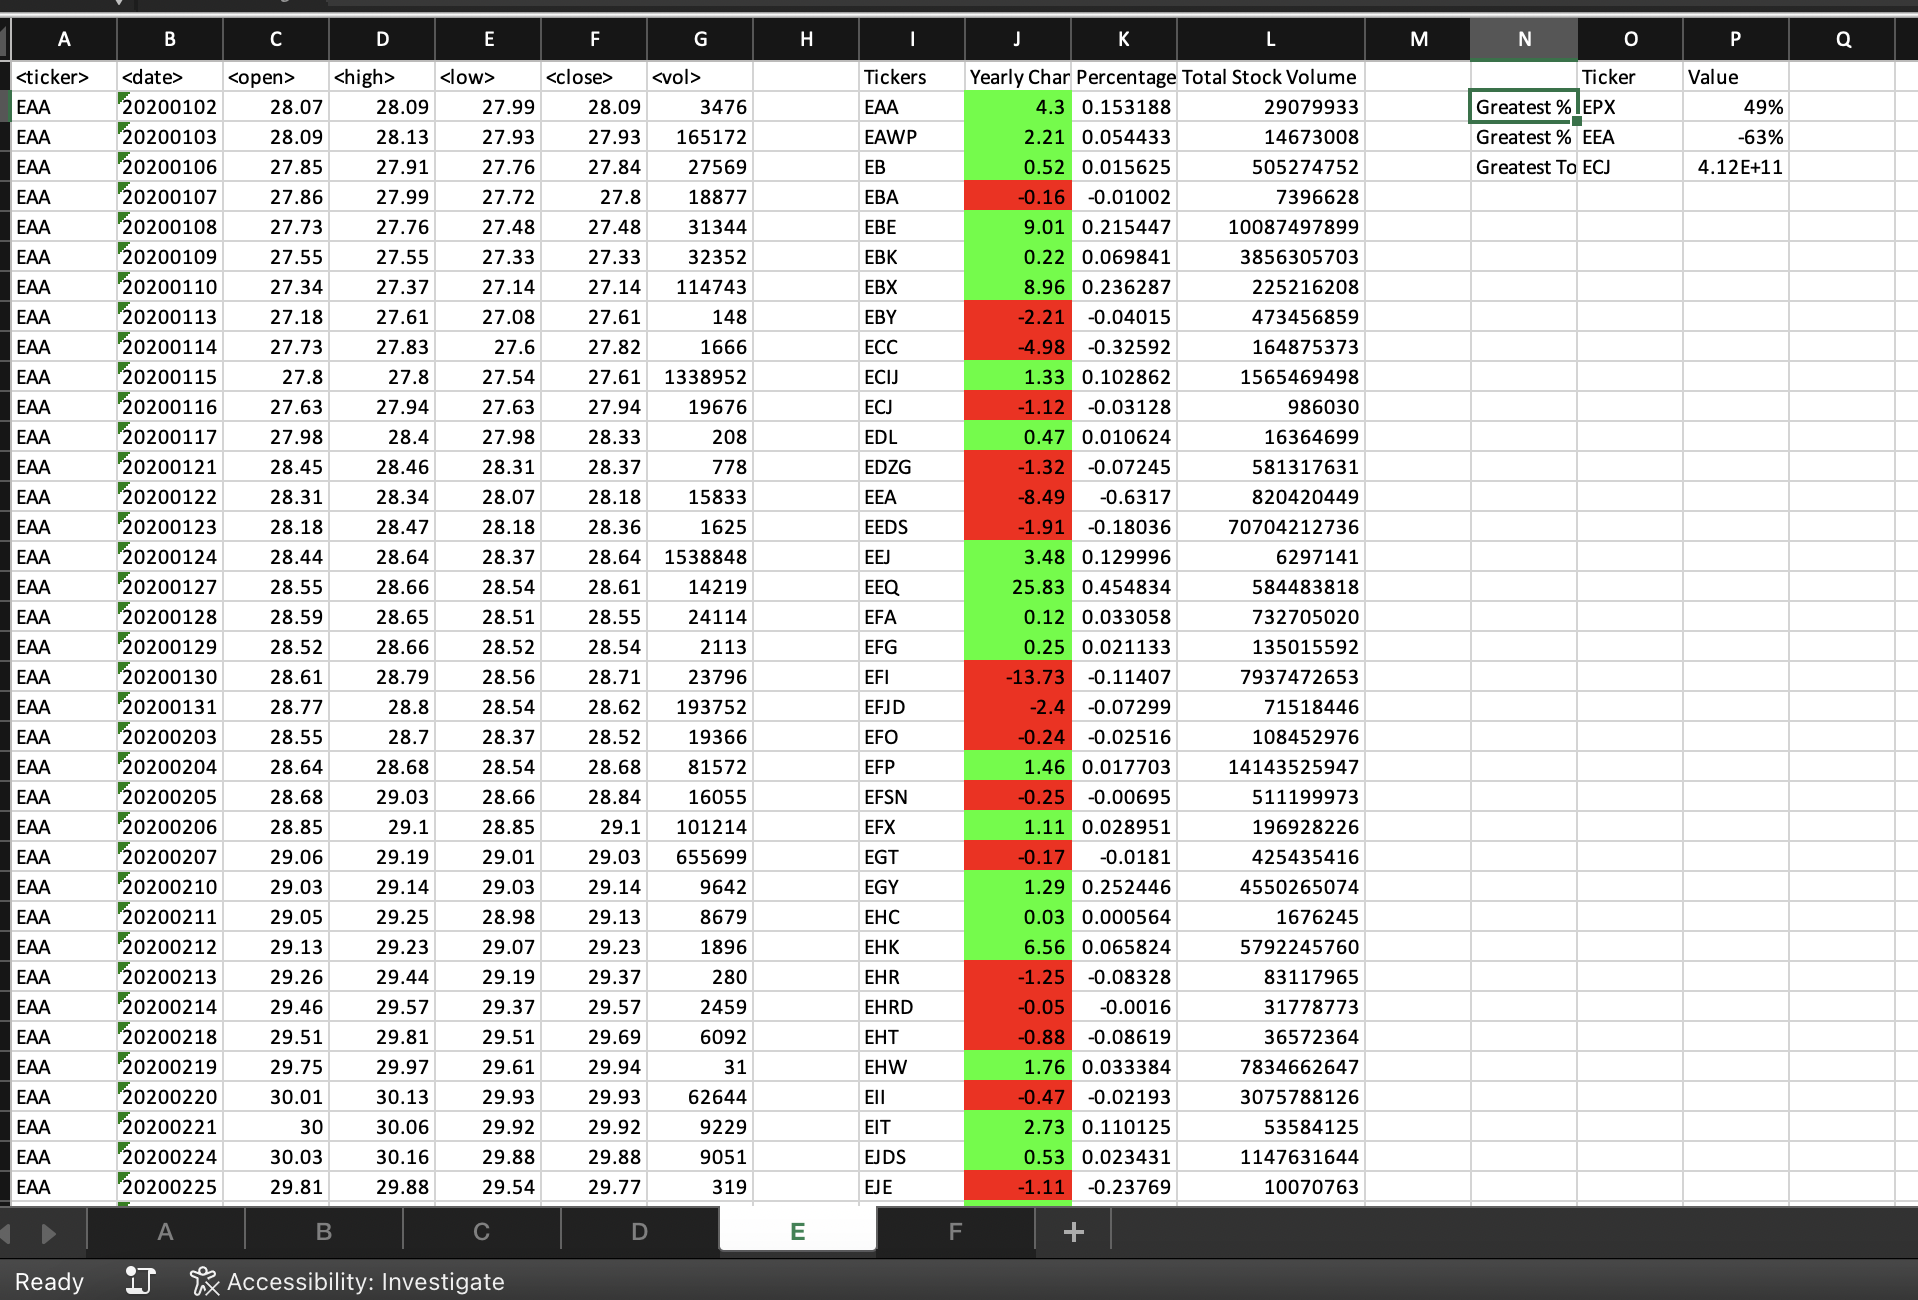 A B C D E F G H I J K L M N O P Q
<ticker> <date> <open> <high> <low> <close> <vol> Tickers Yearly Chan Percentage Total Stock Volume Ticker Value
EAA 20200102 28.07 28.09 27.99 28.09 3476 EAA 4.3 0.153188 29079933 Greatest % EPX 49%
EAA 20200103 28.09 28.13 27.93 27.93 165172 EAWP 2.21 0.054433 14673008 Greatest % EEA -63%
EAA 20200106 27.85 27.91 27.76 27.84 27569 EB 0.52 0.015625 505274752 Greatest To ECJ 4.12E+11
EAA 20200107 27.86 27.99 27.72 27.8 18877 EBA -0.16 -0.01002 7396628
EAA 20200108 27.73 27.76 27.48 27.48 31344 EBE 9.01 0.215447 10087497899
EAA 20200109 27.55 27.55 27.33 27.33 32352 EBK 0.22 0.069841 3856305703
EAA 20200110 27.34 27.37 27.14 27.14 114743 EBX 8.96 0.236287 225216208
EAA 20200113 27.18 27.61 27.08 27.61 148 EBY -2.21 -0.04015 473456859
EAA 20200114 27.73 27.83 27.6 27.82 1666 ECC -4.98 -0.32592 164875373
EAA 20200115 27.8 27.8 27.54 27.61 1338952 ECIJ 1.33 0.102862 1565469498
EAA 20200116 27.63 27.94 27.63 27.94 19676 ECJ -1.12 -0.03128 986030
EAA 20200117 27.98 28.4 27.98 28.33 208 EDL 0.47 0.010624 16364699
EAA 20200121 28.45 28.46 28.31 28.37 778 EDZG -1.32 -0.07245 581317631
EAA 20200122 28.31 28.34 28.07 28.18 15833 EEA -8.49 -0.6317 820420449
EAA 20200123 28.18 28.47 28.18 28.36 1625 EEDS -1.91 -0.18036 70704212736
EAA 20200124 28.44 28.64 28.37 28.64 1538848 EEJ 3.48 0.129996 6297141
EAA 20200127 28.55 28.66 28.54 28.61 14219 EEQ 25.83 0.454834 584483818
EAA 20200128 28.59 28.65 28.51 28.55 24114 EFA 0.12 0.033058 732705020
EAA 20200129 28.52 28.66 28.52 28.54 2113 EFG 0.25 0.021133 135015592
EAA 20200130 28.61 28.79 28.56 28.71 23796 EFI -13.73 -0.11407 7937472653
EAA 20200131 28.77 28.8 28.54 28.62 193752 EFJD -2.4 -0.07299 71518446
EAA 20200203 28.55 28.7 28.37 28.52 19366 EFO -0.24 -0.02516 108452976
EAA 20200204 28.64 28.68 28.54 28.68 81572 EFP 1.46 0.017703 14143525947
EAA 20200205 28.68 29.03 28.66 28.84 16055 EFSN -0.25 -0.00695 511199973
EAA 20200206 28.85 29.1 28.85 29.1 101214 EFX 1.11 0.028951 196928226
EAA 20200207 29.06 29.19 29.01 29.03 655699 EGT -0.17 -0.0181 425435416
EAA 20200210 29.03 29.14 29.03 29.14 9642 EGY 1.29 0.252446 4550265074
EAA 20200211 29.05 29.25 28.98 29.13 8679 EHC 0.03 0.000564 1676245
EAA 20200212 29.13 29.23 29.07 29.23 1896 EHK 6.56 0.065824 5792245760
EAA 20200213 29.26 29.44 29.19 29.37 280 EHR -1.25 -0.08328 83117965
EAA 20200214 29.46 29.57 29.37 29.57 2459 EHRD -0.05 -0.0016 31778773
EAA 20200218 29.51 29.81 29.51 29.69 6092 EHT -0.88 -0.08619 36572364
EAA 20200219 29.75 29.97 29.61 29.94 31 EHW 1.76 0.033384 7834662647
EAA 20200220 30.01 30.13 29.93 29.93 62644 EII -0.47 -0.02193 3075788126
EAA 20200221 30 30.06 29.92 29.92 9229 EIT 2.73 0.110125 53584125
EAA 20200224 30.03 30.16 29.88 29.88 9051 EJDS 0.53 0.023431 1147631644
EAA 20200225 29.81 29.88 29.54 29.77 319 EJE -1.11 -0.23769 10070763
A B C D E F +
Ready Accessibility: Investigate